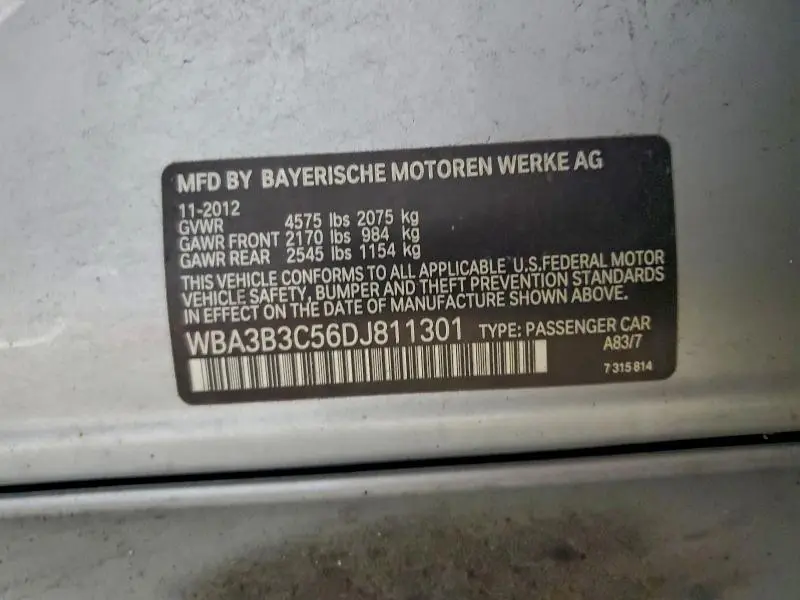 MFD BY BAYERISCHE MOTOREN WERKE AG
11-2012
GVWR 4575 lbs 2075 kg
GAWR FRONT 2170 lbs 984 kg
GAWR REAR 2545 lbs 1154 kg
THIS VEHICLE CONFORMS TO ALL APPLICABLE U.S.FEDERAL MOTOR
VEHICLE SAFETY, BUMPER AND THEFT PREVENTION STANDARDS
IN EFFECT ON DATE OF MANUFACTURE SHOWN ABOVE.
WBA3B3C56DJ811301 TYPE: PASSENGER CAR
A83/7
7 315 814